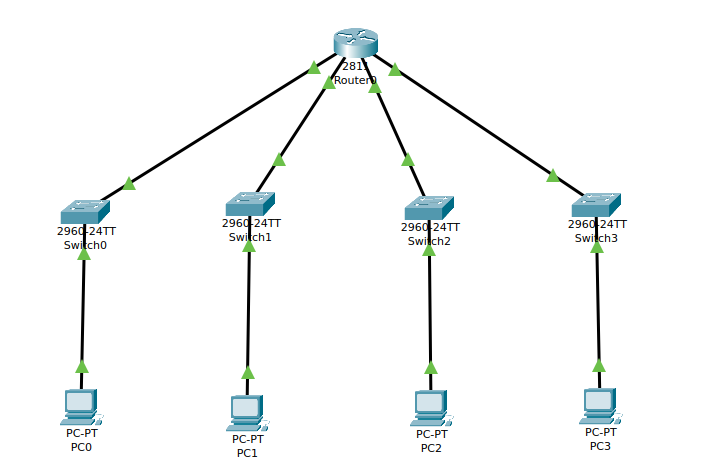 2811
Router0
2960-24TT
Switch0
2960-24TT
Switch1
2960-24TT
Switch2
2960-24TT
Switch3
PC-PT
PC0
PC-PT
PC1
PC-PT
PC2
PC-PT
PC3